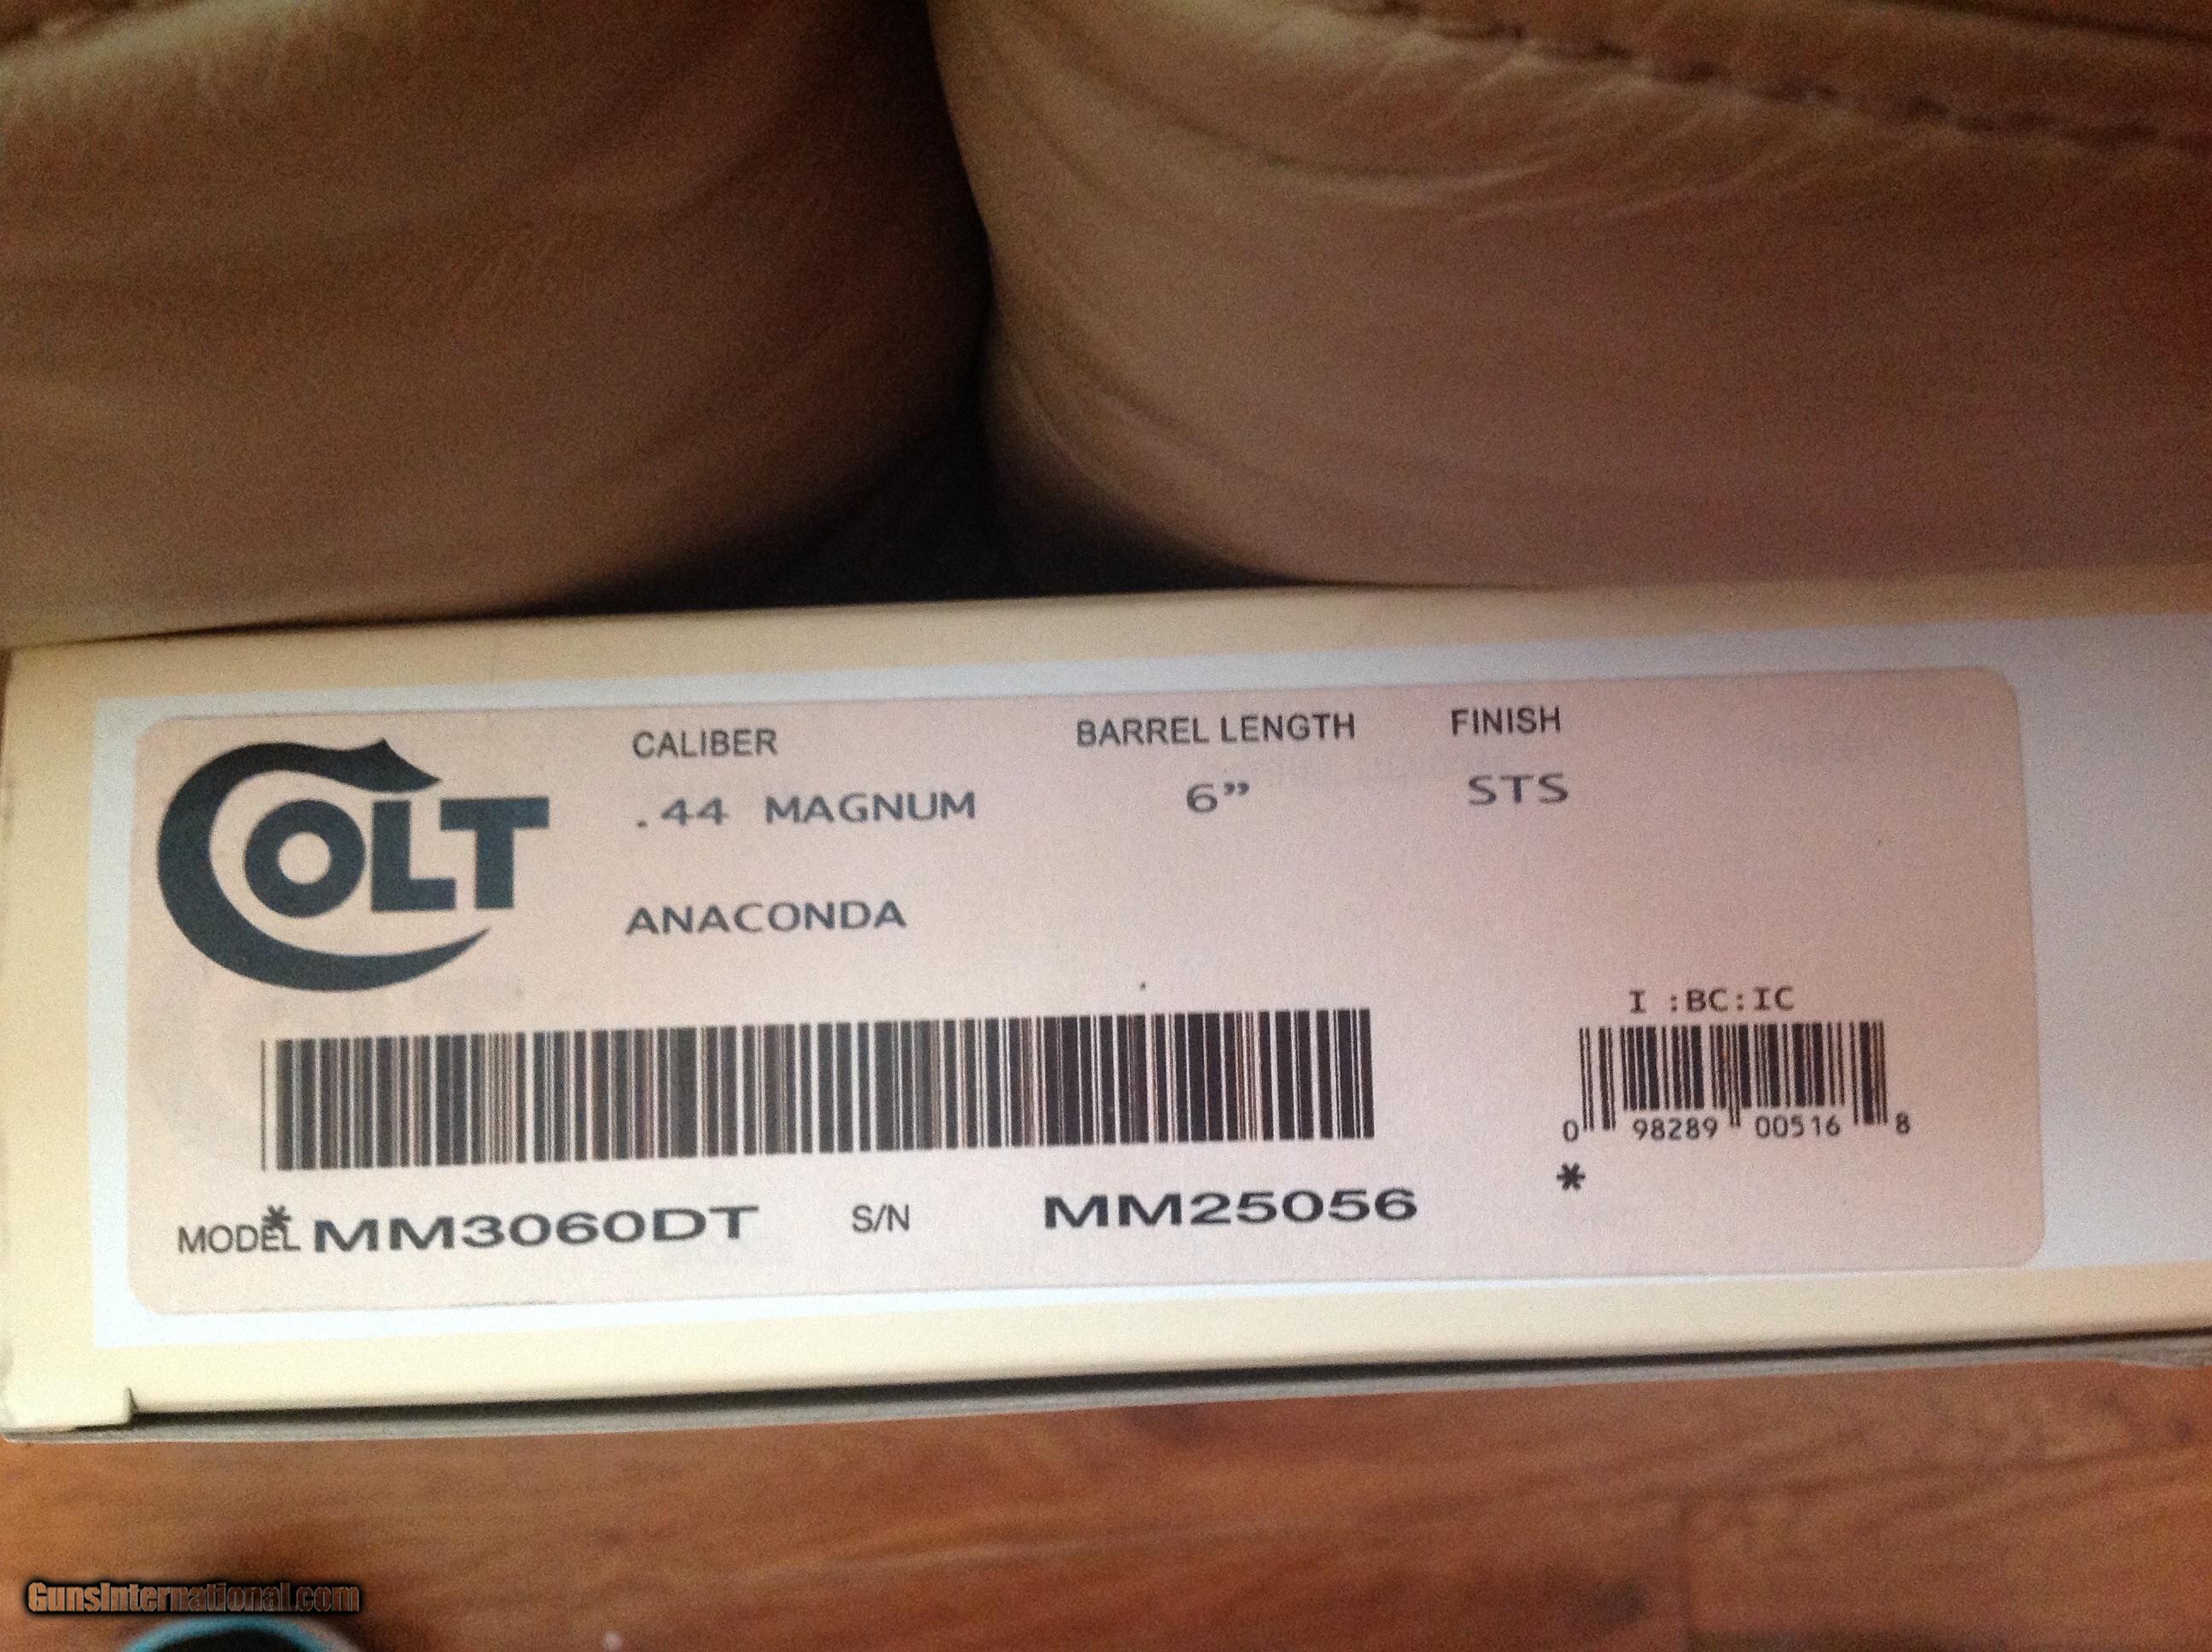 COLT
CALIBER BARREL LENGTH FINISH
.44 MAGNUM 6” STS
ANACONDA
I :BC:IC
0 98289 00516 8
*
MODEL * MM3060DT S/N MM25056
GunsInternational.com